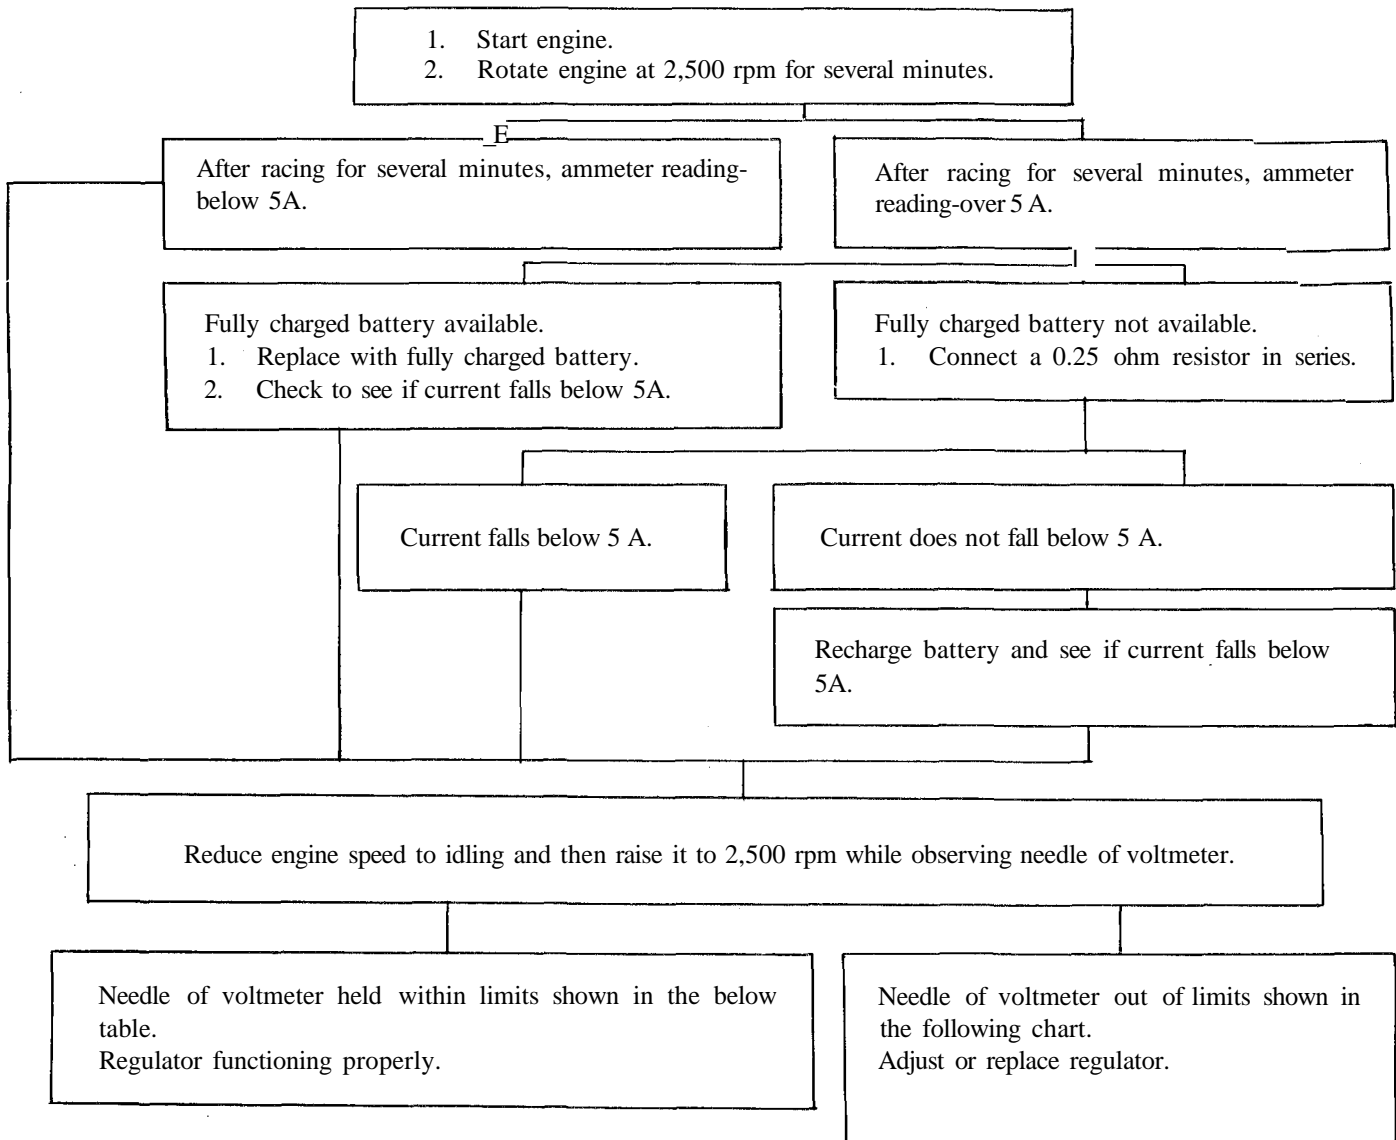 1. Start engine.
2. Rotate engine at 2,500 rpm for several minutes.
_E
After racing for several minutes, ammeter reading-
below 5A.
After racing for several minutes, ammeter
reading-over 5 A.
Fully charged battery available.
1. Replace with fully charged battery.
2. Check to see if current falls below 5A.
Fully charged battery not available.
1. Connect a 0.25 ohm resistor in series.
Current falls below 5 A.
Current does not fall below 5 A.
Recharge battery and see if current falls below
5A.
Reduce engine speed to idling and then raise it to 2,500 rpm while observing needle of voltmeter.
Needle of voltmeter held within limits shown in the below
table.
Regulator functioning properly.
Needle of voltmeter out of limits shown in
the following chart.
Adjust or replace regulator.